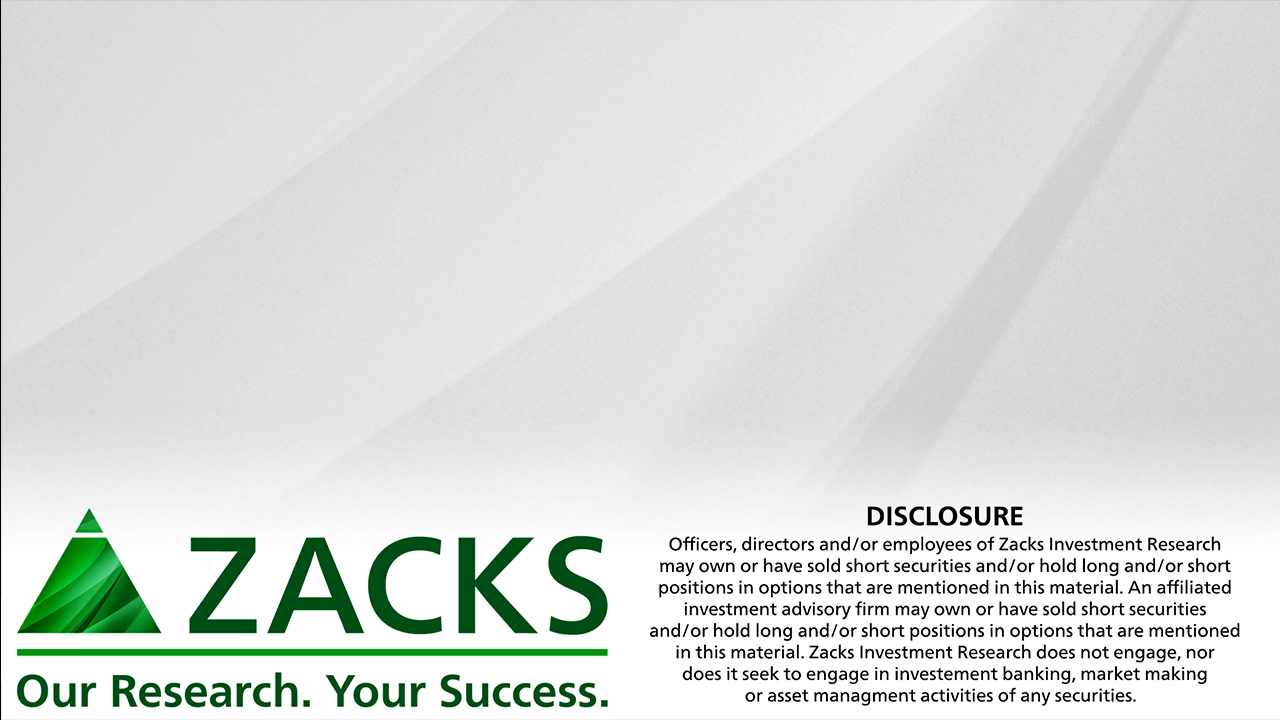 ZACKS
Our Research. Your Success.
DISCLOSURE
Officers, directors and/or employees of Zacks Investment Research
may own or have sold short securities and/or hold long and/or short
positions in options that are mentioned in this material. An affiliated
investment advisory firm may own or have sold short securities
and/or hold long and/or short positions in options that are mentioned
in this material. Zacks Investment Research does not engage, nor
does it seek to engage in investement banking, market making
or asset managment activities of any securities.